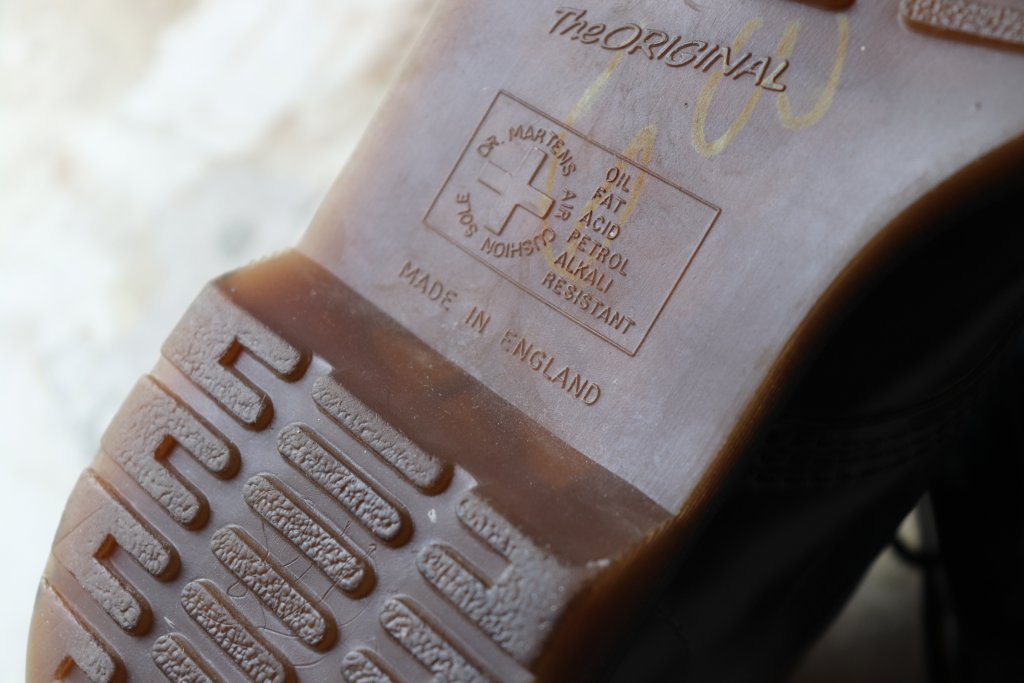 The ORIGINAL
DR. MARTENS AIR CUSHION SOLE
OIL
FAT
ACID
PETROL
ALKALI
RESISTANT
MADE IN ENGLAND